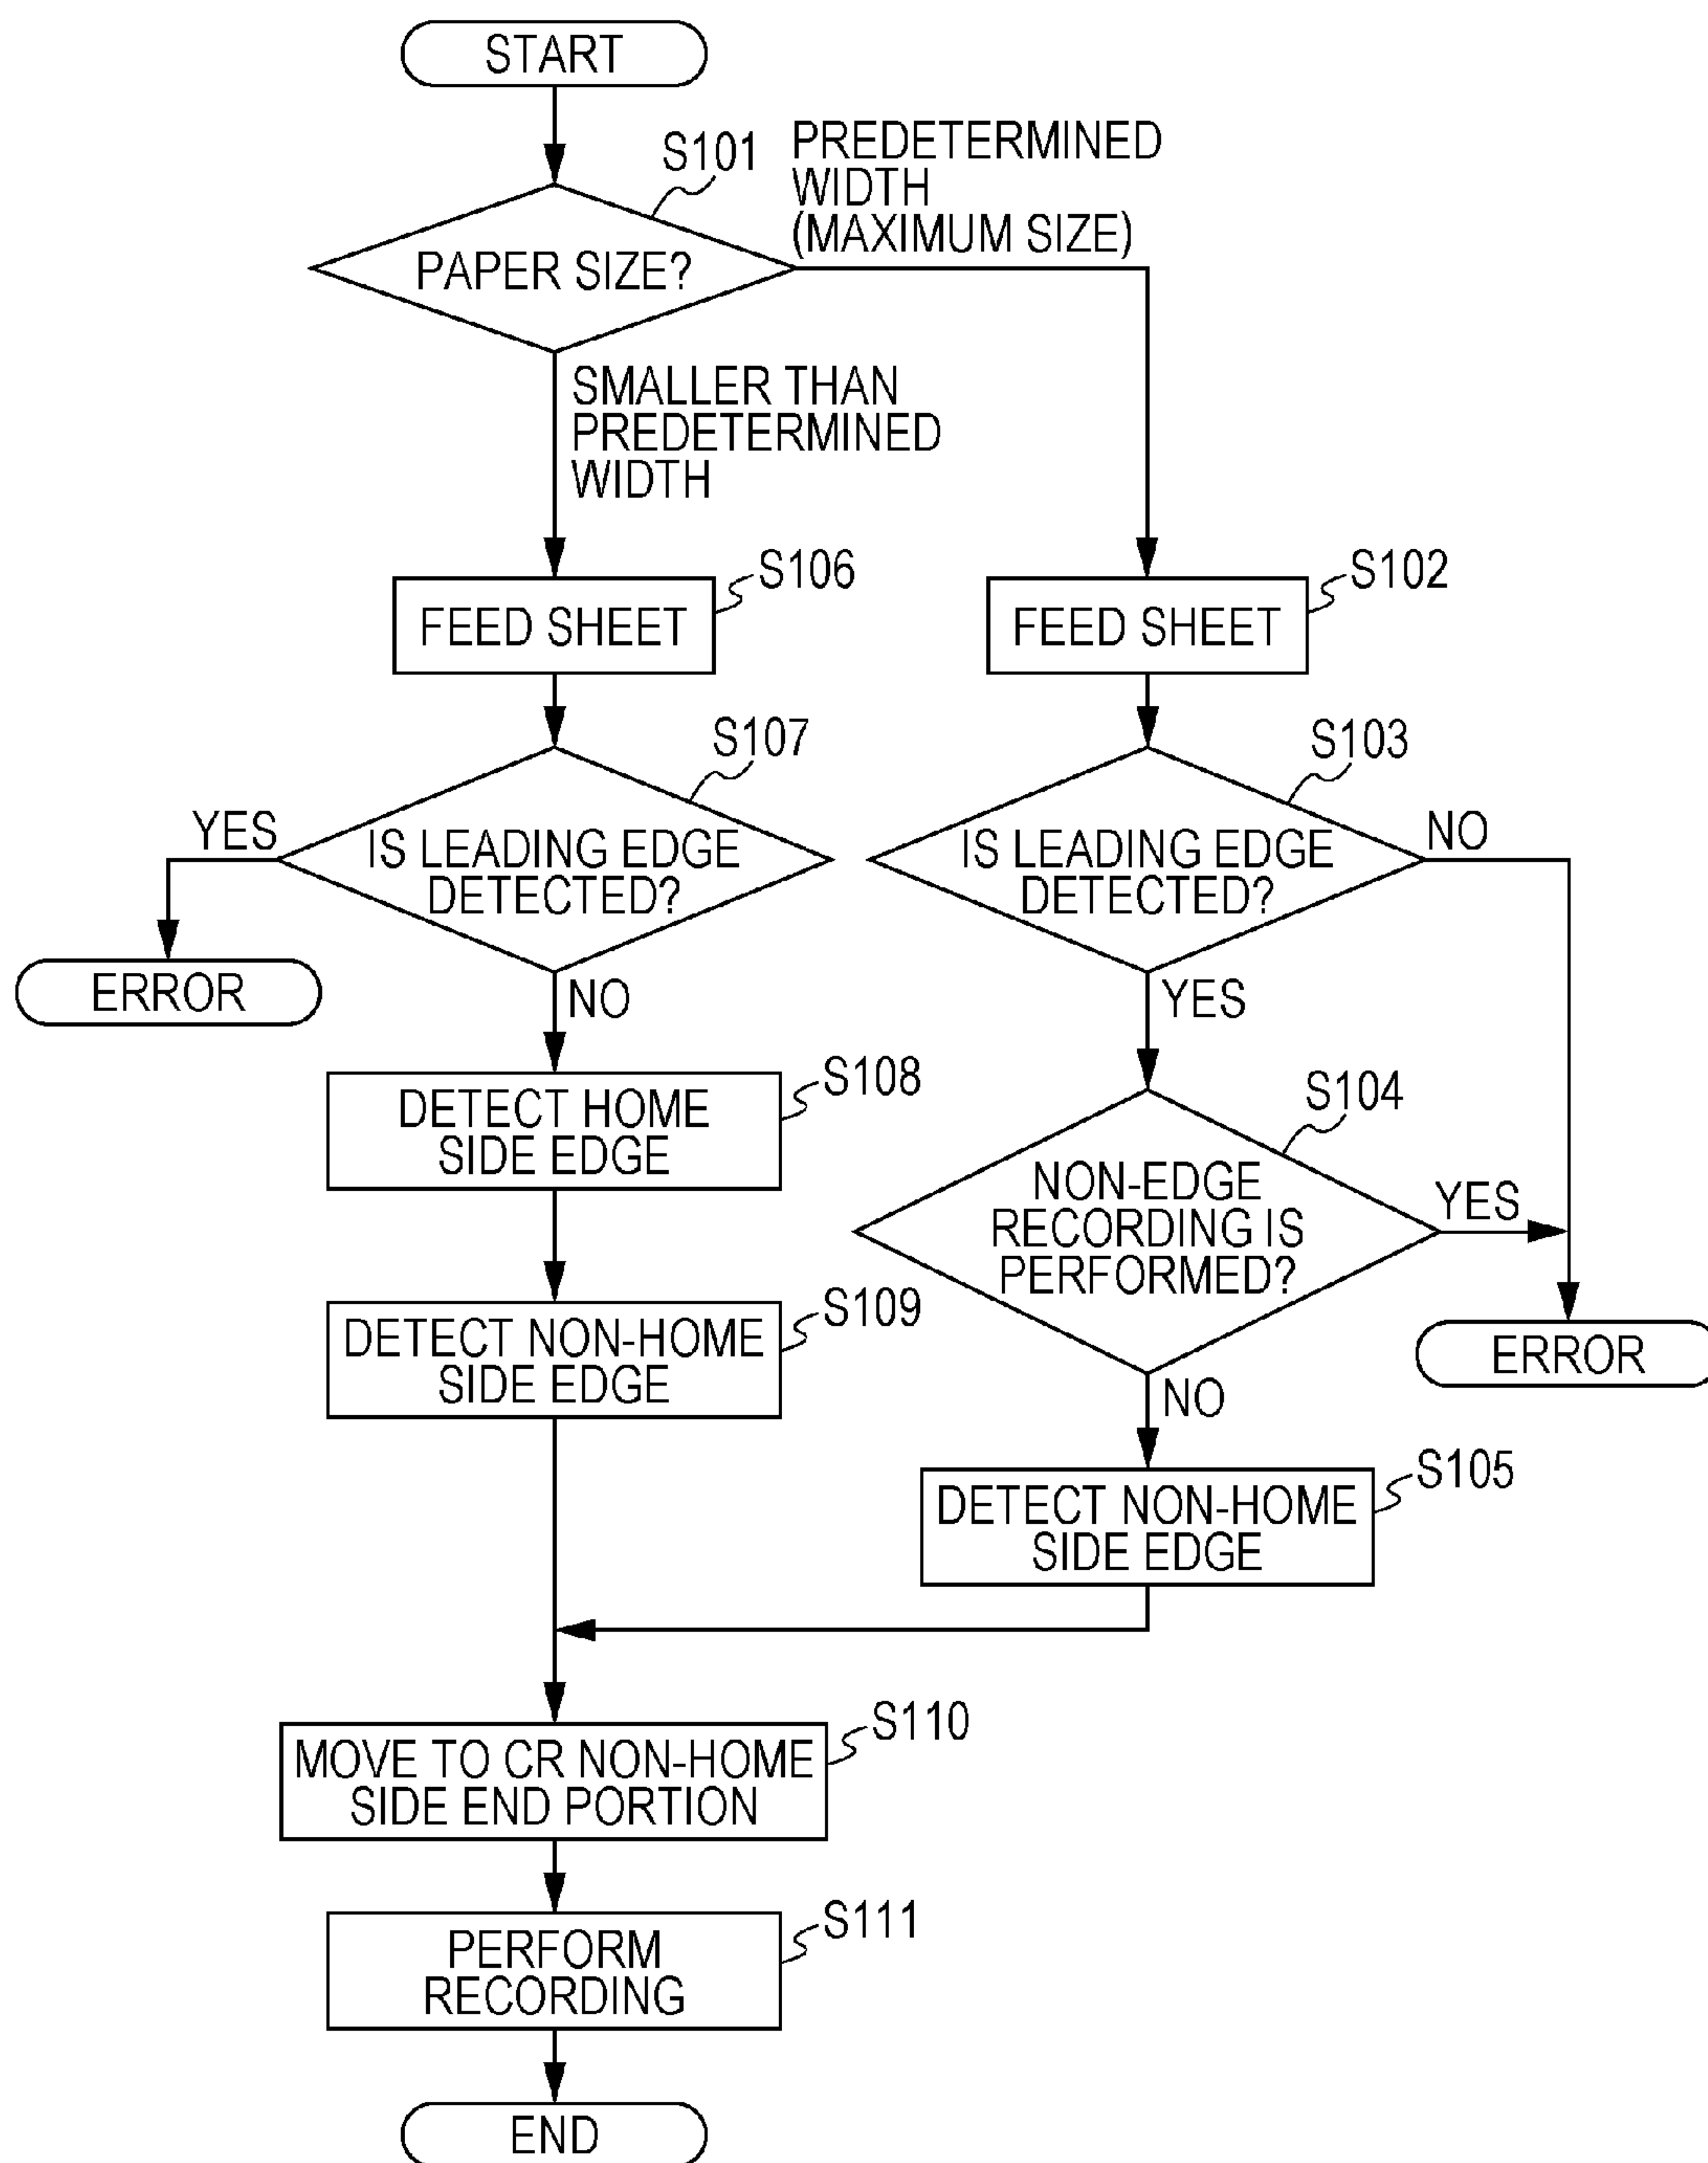 START
S101
PREDETERMINED
WIDTH
(MAXIMUM SIZE)
PAPER SIZE?
SMALLER THAN
PREDETERMINED
WIDTH
S106
FEED SHEET
S102
FEED SHEET
S107
YES
IS LEADING EDGE
DETECTED?
S103
NO
IS LEADING EDGE
DETECTED?
ERROR
NO
YES
S108
DETECT HOME
SIDE EDGE
S104
NON-EDGE
RECORDING IS
PERFORMED?
YES
S109
DETECT NON-HOME
SIDE EDGE
ERROR
NO
S105
DETECT NON-HOME
SIDE EDGE
S110
MOVE TO CR NON-HOME
SIDE END PORTION
S111
PERFORM
RECORDING
END